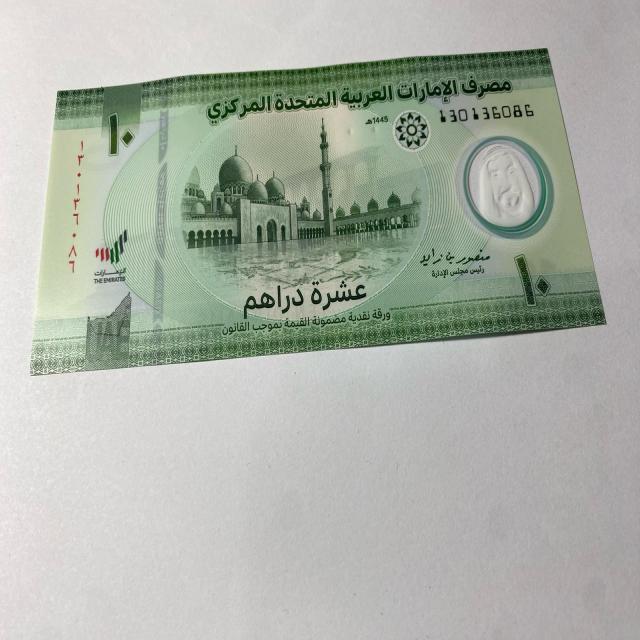 مصرف الإمارات العربية المتحدة المركزي
130136086
1445هـ
١٠
١٣٠١٣٦٠٨٦
الإمارات
THE EMIRATES
منصور بن زايد
رئيس مجلس الإدارة
١٠
عشرة دراهم
ورقة نقدية مضمونة القيمة بموجب القانون